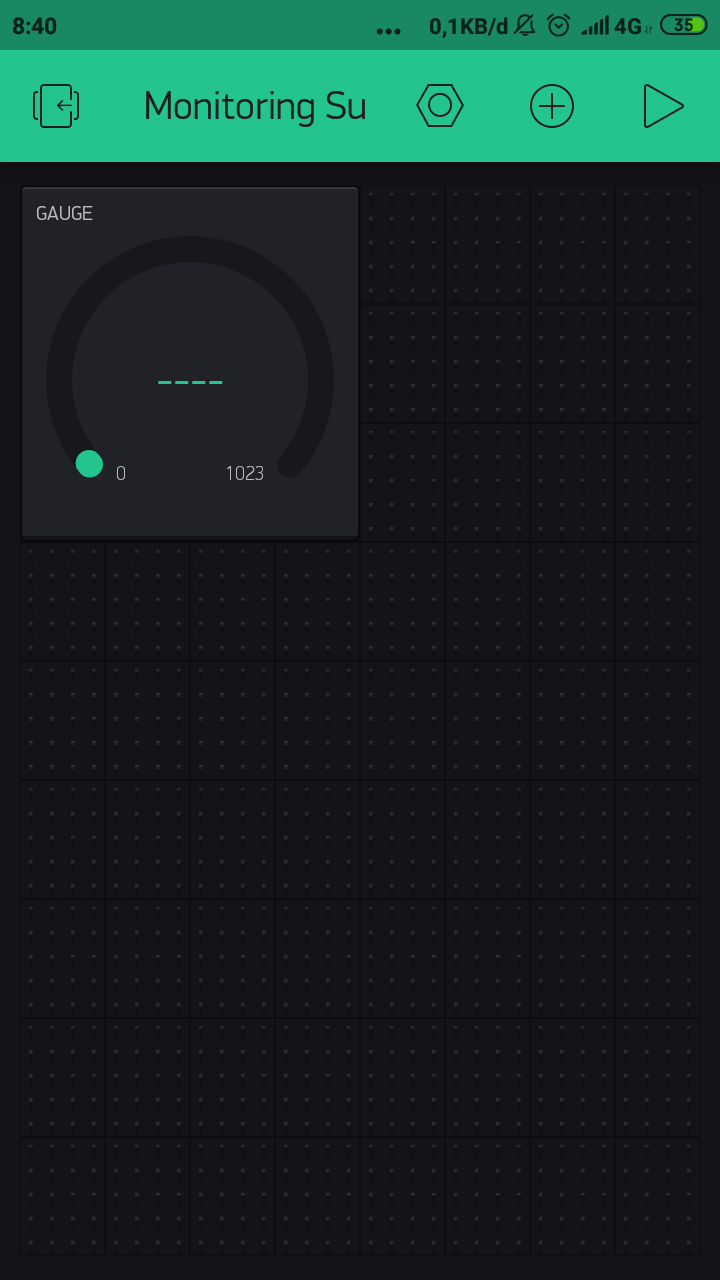 8:40 ... 0,1KB/d 4G 35
Monitoring Su
GAUGE
----
0 1023